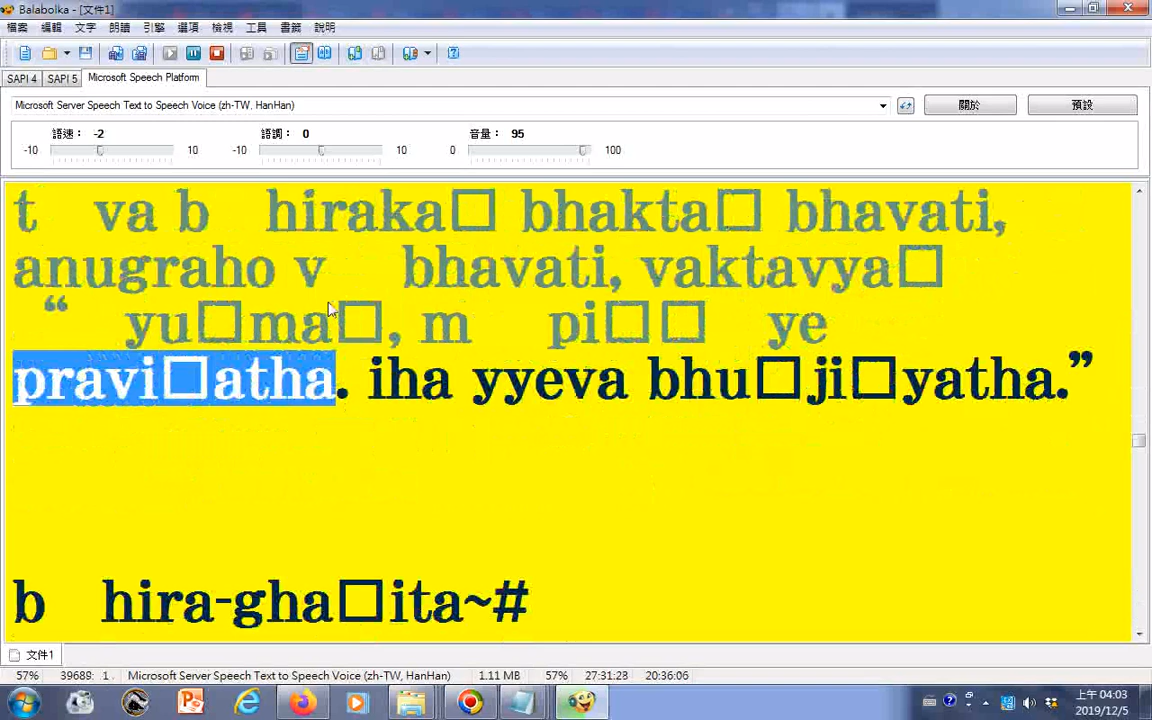 Balabolka - [文件1]
檔案 編輯 文字 朗讀 引擎 選項 檢視 工具 書籤 說明
SAPI 4 SAPI 5 Microsoft Speech Platform
Microsoft Server Speech Text to Speech Voice (zh-TW, HanHan) 關於 預設
語速： -2 語調： 0 音量： 95
-10 10 -10 10 0 100
t va b hiraka□ bhakta□ bhavati,
anugraho v bhavati, vaktavya□
“ yu□ma□, m pi□□ ye
pravi□atha. iha yyeva bhu□ji□yatha.”
b hira-gha□ita~#
文件1
57% 39689: 1 . Microsoft Server Speech Text to Speech Voice (zh-TW, HanHan) 1.11 MB 57% 27:31:23 20:36:06
上午 04:03
2019/12/5